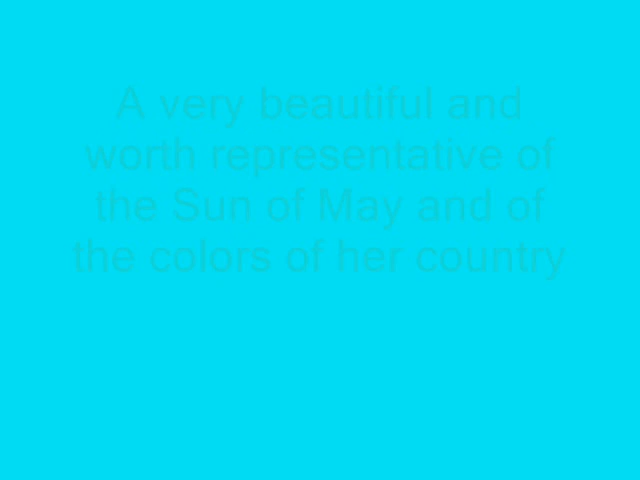 A very beautiful and
worth representative of
the Sun of May and of
the colors of her country